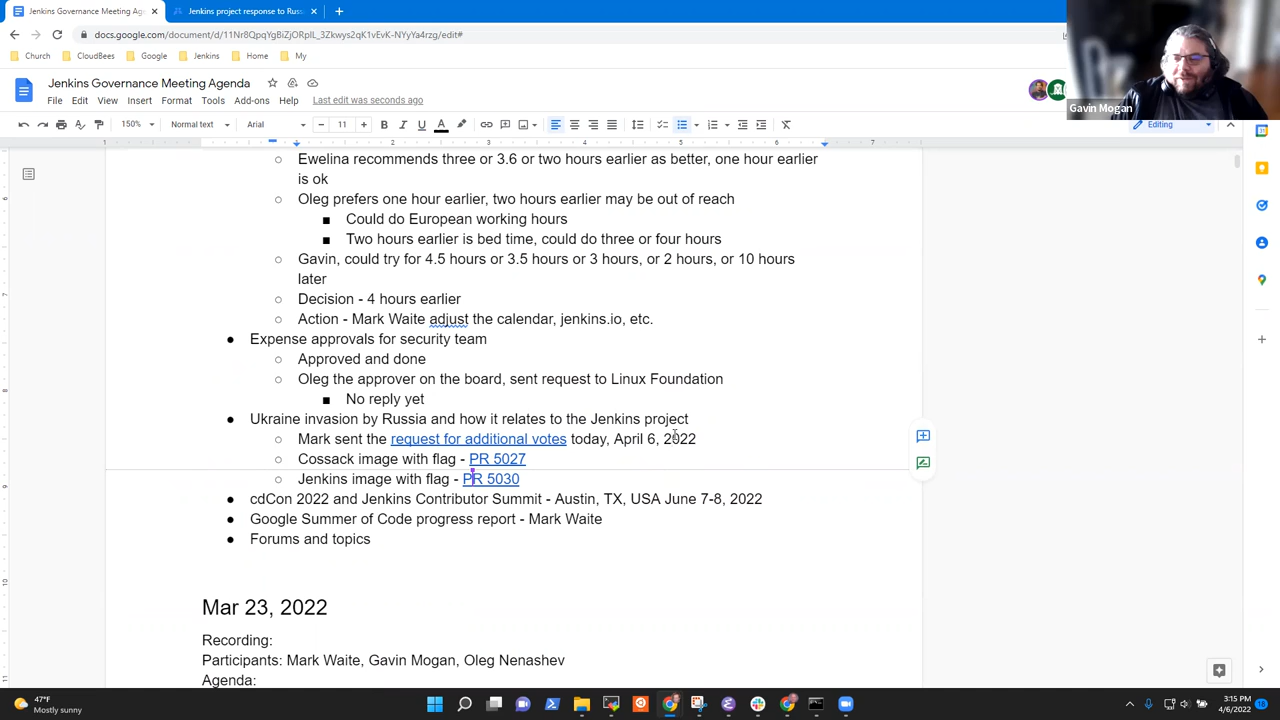 Jenkins Governance Meeting Ag
Jenkins project response to Rus
docs.google.com/document/d/11Nr8QpqYgBiZjORplL_3Zkwys2qK1vEvK-NYyYa4rzg/edit#
Church CloudBees Google Jenkins Home My
Gavin Mogan
Jenkins Governance Meeting Agenda
File Edit View Insert Format Tools Add-ons Help Last edit was seconds ago
150% Normal text Arial 11 Editing
1 1 2 3 4 5 6 7
Ewelina recommends three or 3.6 or two hours earlier as better, one hour earlier
is ok
Oleg prefers one hour earlier, two hours earlier may be out of reach
Could do European working hours
Two hours earlier is bed time, could do three or four hours
Gavin, could try for 4.5 hours or 3.5 hours or 3 hours, or 2 hours, or 10 hours
later
Decision - 4 hours earlier
Action - Mark Waite adjust the calendar, jenkins.io, etc.
Expense approvals for security team
Approved and done
Oleg the approver on the board, sent request to Linux Foundation
No reply yet
Ukraine invasion by Russia and how it relates to the Jenkins project
Mark sent the request for additional votes today, April 6, 2022
Cossack image with flag - PR 5027
Jenkins image with flag - PR 5030
cdCon 2022 and Jenkins Contributor Summit - Austin, TX, USA June 7-8, 2022
Google Summer of Code progress report - Mark Waite
Forums and topics
Mar 23, 2022
Recording:
Participants: Mark Waite, Gavin Mogan, Oleg Nenashev
Agenda:
47°F
Mostly sunny
3:15 PM
4/6/2022